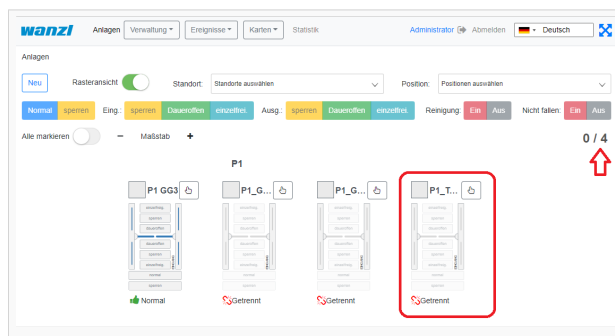 wanzl Anlagen Verwaltung Ereignisse Karten Statistik Administrator Abmelden Deutsch
Anlagen
Neu Rasteransicht Standort: Standorte auswählen Position: Positionen auswählen
Normal sperren Eing.: sperren Daueroffen einzelfrei. Ausg.: sperren Daueroffen einzelfrei. Reinigung: Ein Aus Nicht fallen: Ein Aus
Alle markieren − Maßstab + 0 / 4
P1
P1 GG3 P1_G... P1_G... P1_T...
Normal Getrennt Getrennt Getrennt